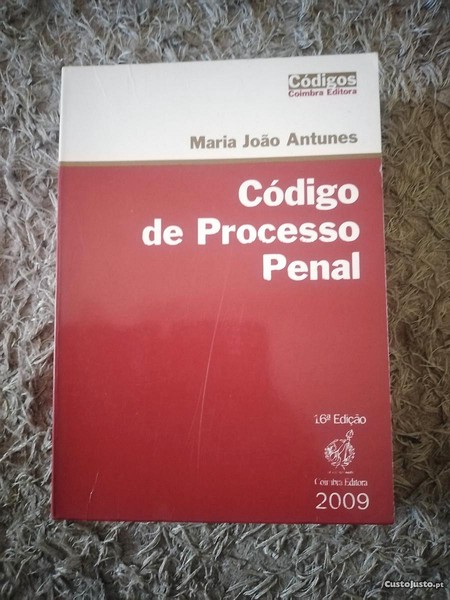 Códigos
Coimbra Editora
Maria João Antunes
Código
de Processo
Penal
16ª Edição
Coimbra Editora
2009
CustoJusto.pt